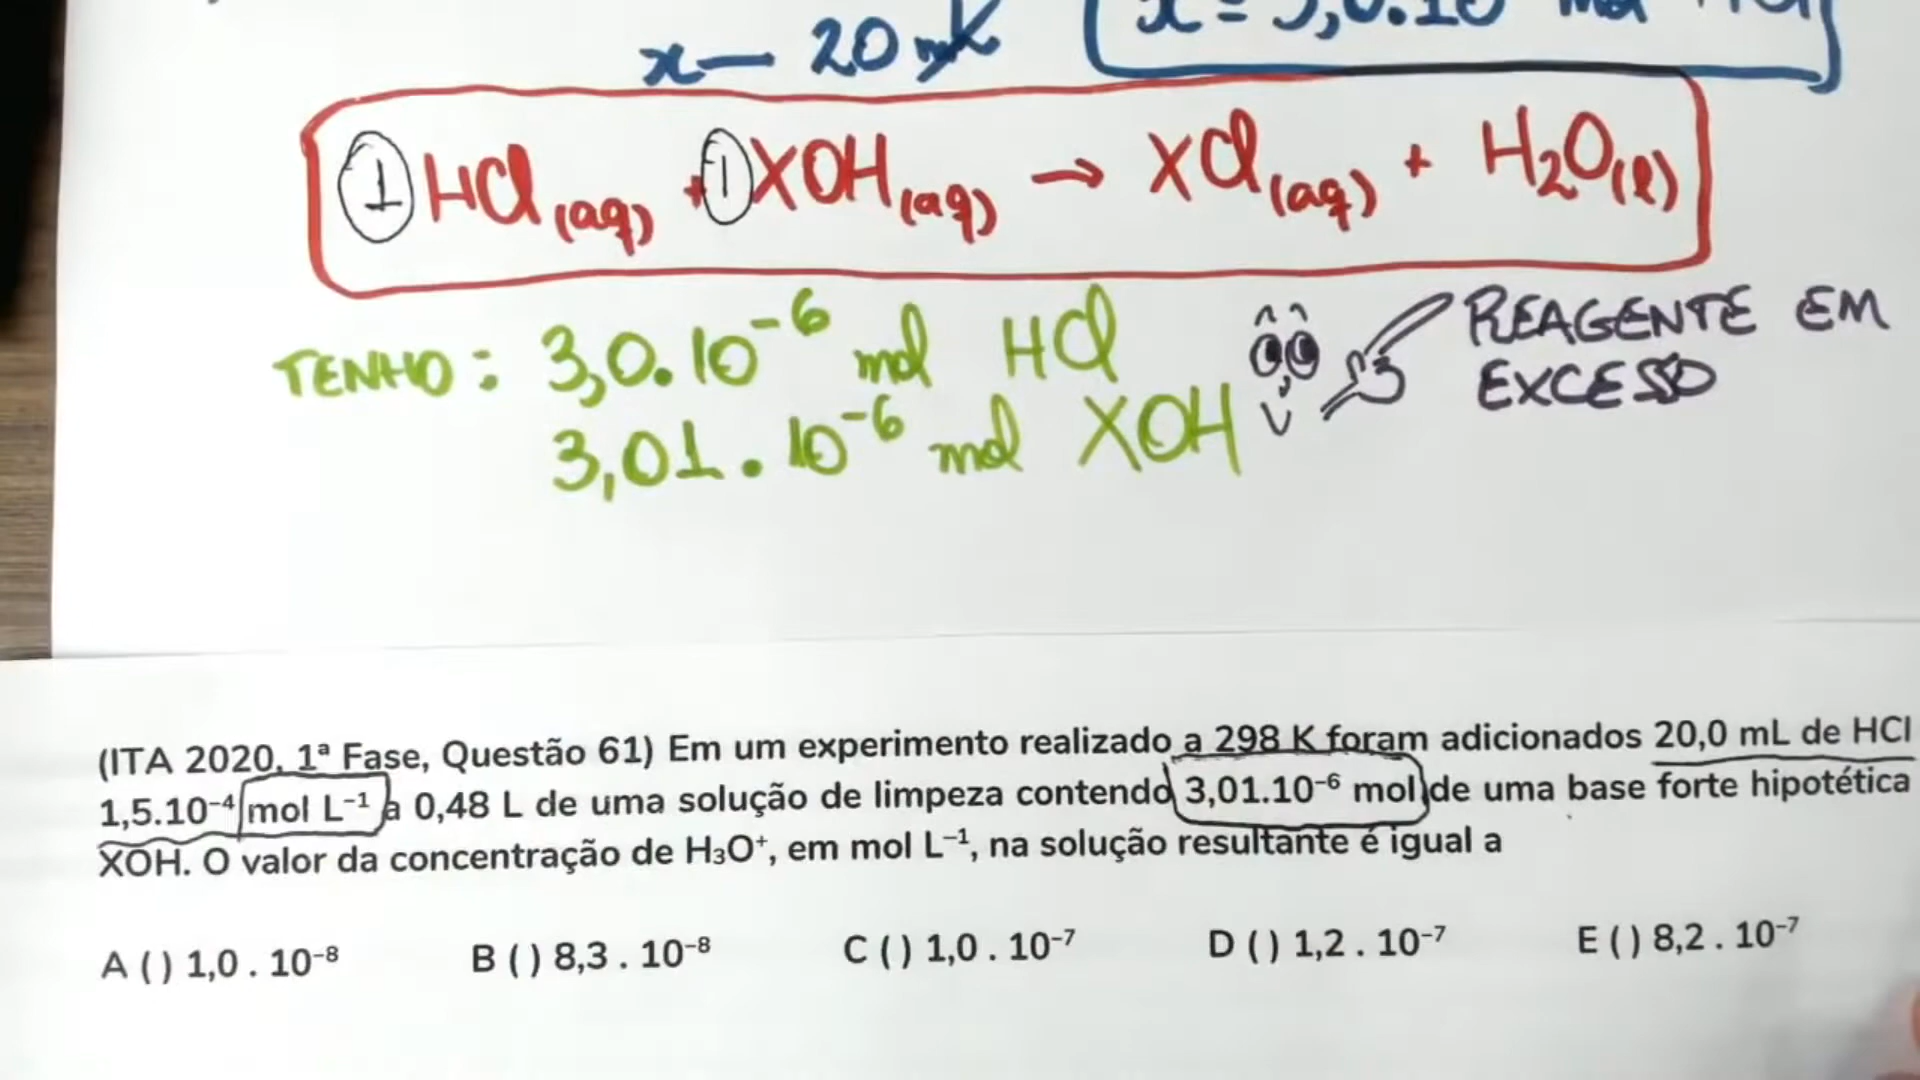 x — 20 mL
1 HCl(aq) + 1 XOH(aq) → XCl(aq) + H₂O(l)
TENHO: 3,0.10⁻⁶ mol HCl
3,01.10⁻⁶ mol XOH
REAGENTE EM
EXCESSO
(ITA 2020, 1ª Fase, Questão 61) Em um experimento realizado a 298 K foram adicionados 20,0 mL de HCl
1,5.10⁻⁴ mol L⁻¹ a 0,48 L de uma solução de limpeza contendo 3,01.10⁻⁶ mol de uma base forte hipotética
XOH. O valor da concentração de H₃O⁺, em mol L⁻¹, na solução resultante é igual a
A ( ) 1,0 . 10⁻⁸ B ( ) 8,3 . 10⁻⁸ C ( ) 1,0 . 10⁻⁷ D ( ) 1,2 . 10⁻⁷ E ( ) 8,2 . 10⁻⁷